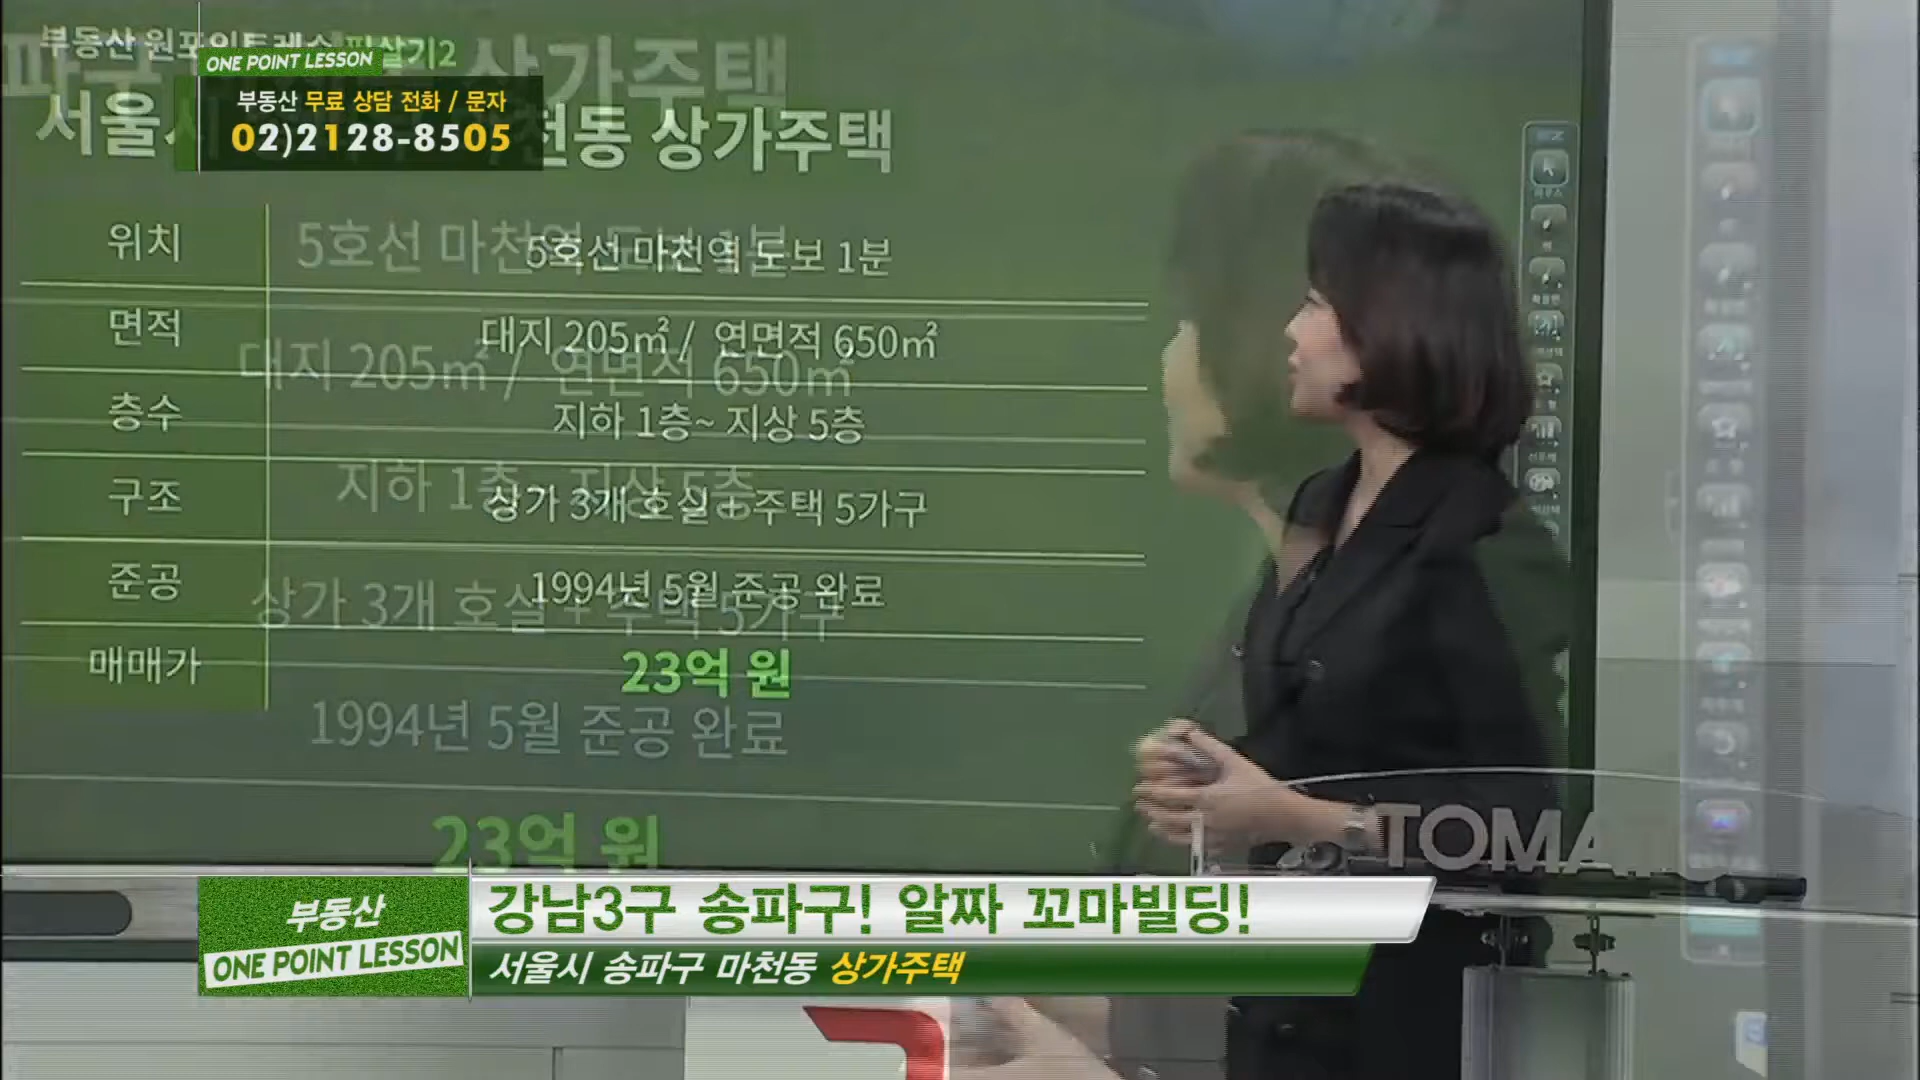 ONE POINT LESSON
부동산 무료 상담 전화 / 문자
02)2128-8505
천동 상가주택
위치
5호선 마천역 도보 1분
면적
대지 205㎡ / 연면적 650㎡
층수
지하 1층~ 지상 5층
구조
상가 3개 호실 + 주택 5가구
준공
1994년 5월 준공 완료
매매가
23억 원
1994년 5월 준공 완료
23억 원
TOMA
부동산
ONE POINT LESSON
강남3구 송파구! 알짜 꼬마빌딩!
서울시 송파구 마천동 상가주택